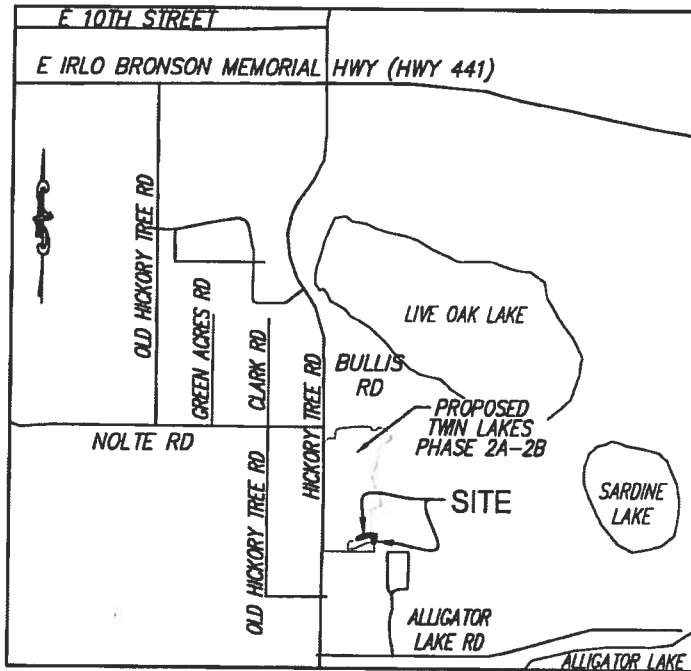 E 10TH STREET
E IRLO BRONSON MEMORIAL HWY (HWY 441)
OLD HICKORY TREE RD
GREEN ACRES RD
CLARK RD
HICKORY TREE RD
LIVE OAK LAKE
BULLIS
RD
PROPOSED
TWIN LAKES
PHASE 2A-2B
NOLTE RD
OLD HICKORY TREE RD
SITE
SARDINE
LAKE
ALLIGATOR
LAKE RD
ALLIGATOR LAKE